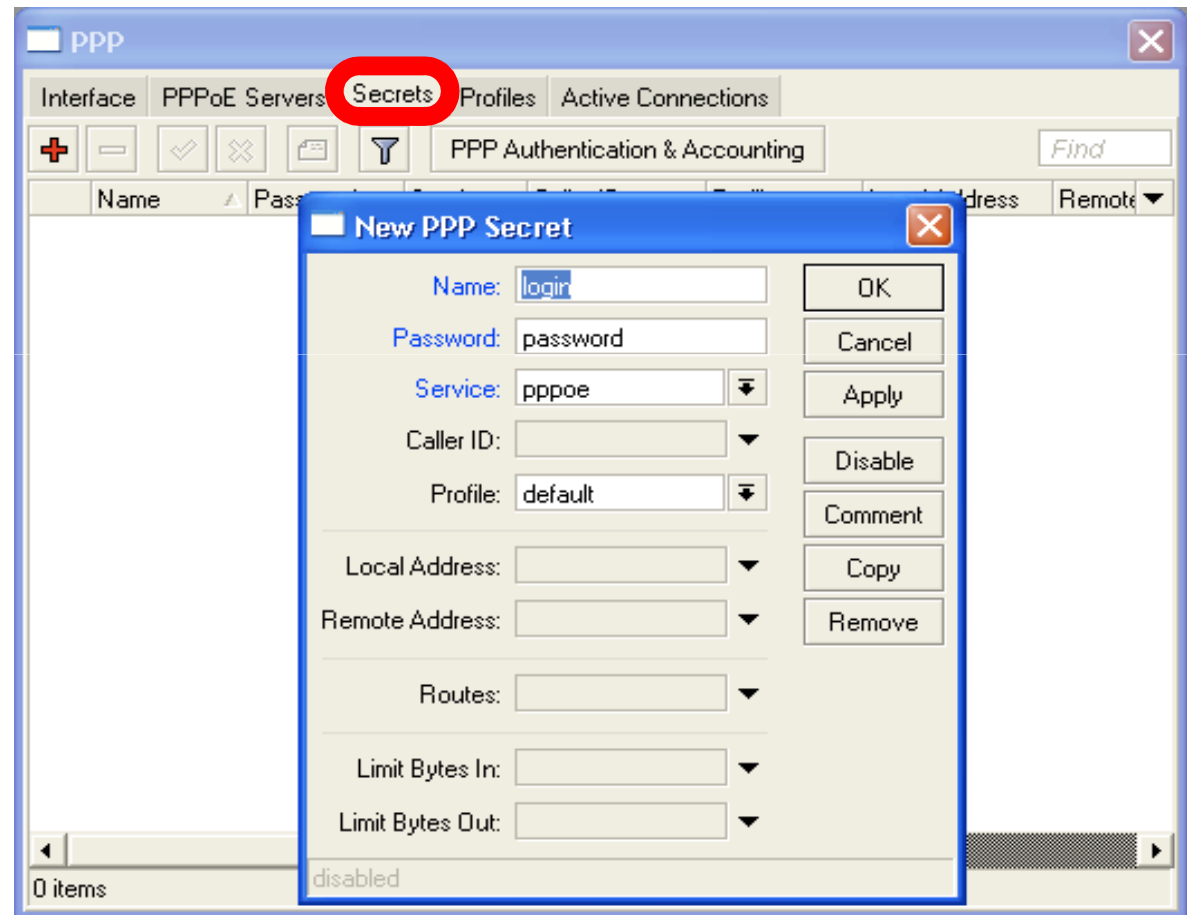 PPP
Interface PPPoE Servers Secrets Profiles Active Connections
PPP Authentication & Accounting Find
Name Remote
New PPP Secret
Name: login OK
Password: password Cancel
Service: pppoe Apply
Caller ID:
Disable
Profile: default
Comment
Local Address: Copy
Remote Address: Remove
Routes:
Limit Bytes In:
Limit Bytes Out:
disabled
0 items